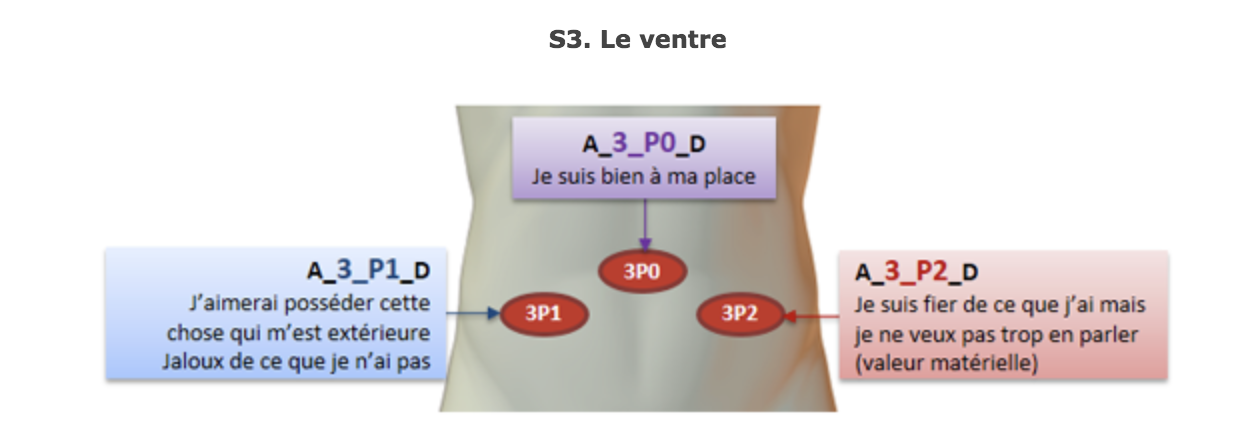 S3. Le ventre
A_3_P0_D
Je suis bien à ma place
3P0
A_3_P1_D
J'aimerai posséder cette
chose qui m'est extérieure
Jaloux de ce que je n'ai pas
3P1
3P2
A_3_P2_D
Je suis fier de ce que j'ai mais
je ne veux pas trop en parler
(valeur matérielle)